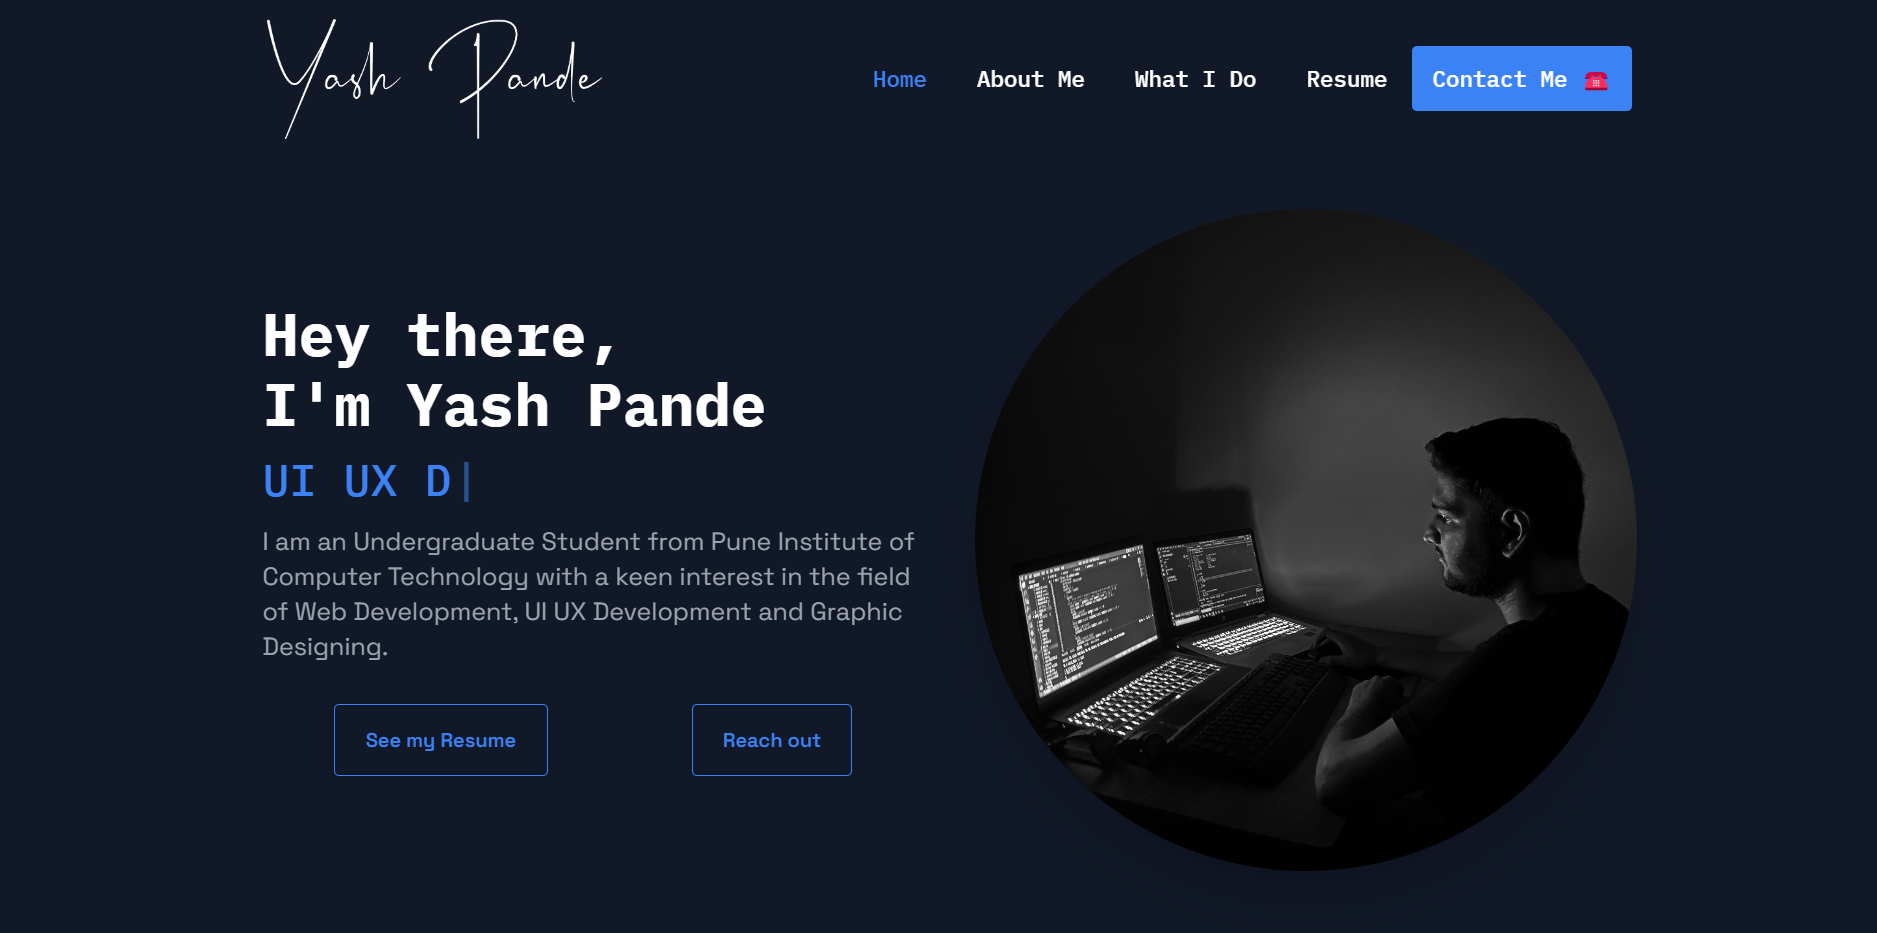 Yash Pande
Home About Me What I Do Resume Contact Me ☎️
Hey there,
I'm Yash Pande
UI UX D|
I am an Undergraduate Student from Pune Institute of
Computer Technology with a keen interest in the field
of Web Development, UI UX Development and Graphic
Designing.
See my Resume Reach out